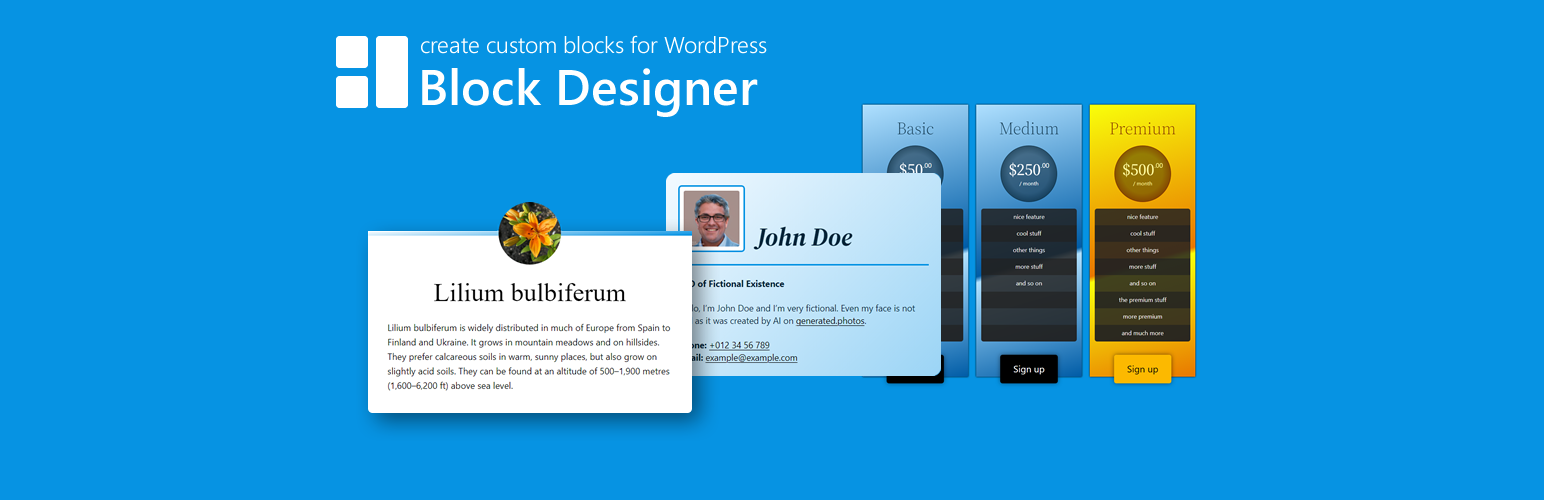 create custom blocks for WordPress
Block Designer
Lilium bulbiferum
Lilium bulbiferum is widely distributed in much of Europe from Spain to
Finland and Ukraine. It grows in mountain meadows and on hillsides.
They prefer calcareous soils in warm, sunny places, but also grow on
slightly acid soils. They can be found at an altitude of 500–1,900 metres
(1,600–6,200 ft) above sea level.
John Doe
of Fictional Existence
I'm John Doe and I'm very fictional. Even my face is not
as it was created by AI on generated.photos.
+012 34 56 789
example@example.com
Basic
$50.00
Medium
$250.00
/ month
nice feature
cool stuff
other things
more stuff
and so on
Sign up
Premium
$500.00
/ month
nice feature
cool stuff
other things
more stuff
and so on
the premium stuff
more premium
and much more
Sign up